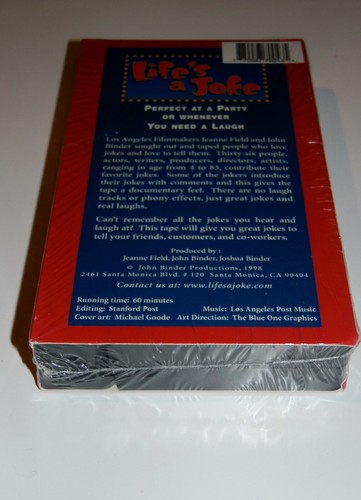 Life's
a Joke
Perfect at a Party
or whenever
You need a Laugh
Los Angeles Filmmakers Jeanne Field and John
Binder sought out and taped people who love
jokes and love to tell them. Thirty-six people,
actors, writers, producers, directors, artists,
ranging in age from 4 to 83, contribute their
favorite jokes. Some of the jokers introduce
their jokes with comments and this gives the
tape a documentary feel. There are no laugh
tracks or phony effects, just great jokes and
real laughs.
Can't remember all the jokes you hear and
laugh at? This tape will give you great jokes to
tell your friends, customers, and co-workers.
Produced by :
Jeanne Field, John Binder, Joshua Binder
© John Binder Productions, 1998
2461 Santa Monica Blvd. # 120 Santa Monica, CA 90404
Contact us at: www.lifesajoke.com
Running time: 60 minutes
Editing: Stanford Post Music: Los Angeles Post Music
Cover art: Michael Goode Art Direction: The Blue One Graphics